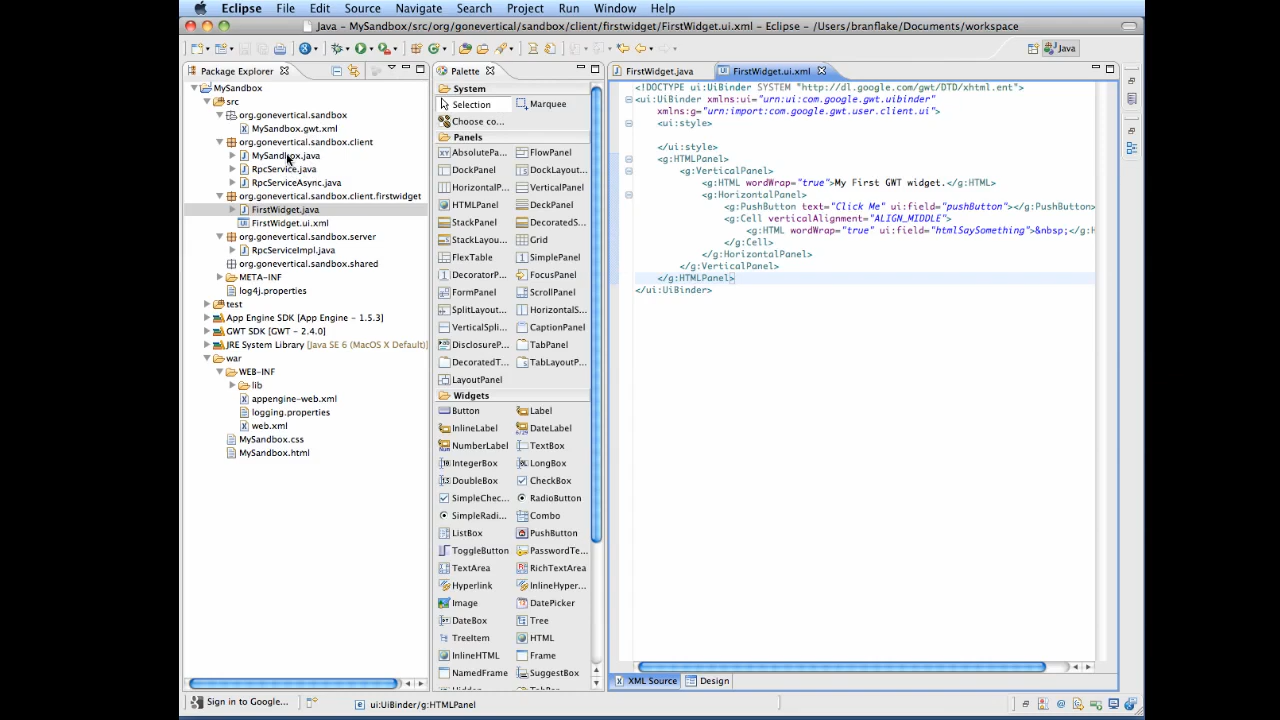 Eclipse File Edit Source Navigate Search Project Run Window Help
Java – MySandbox/src/org/gonevertical/sandbox/client/firstwidget/FirstWidget.ui.xml – Eclipse – /Users/branflake/Documents/workspace
Java
Package Explorer
MySandbox
src
org.gonevertical.sandbox
MySandbox.gwt.xml
org.gonevertical.sandbox.client
MySandbox.java
RpcService.java
RpcServiceAsync.java
org.gonevertical.sandbox.client.firstwidget
FirstWidget.java
FirstWidget.ui.xml
org.gonevertical.sandbox.server
RpcServiceImpl.java
org.gonevertical.sandbox.shared
META-INF
log4j.properties
test
App Engine SDK [App Engine - 1.5.3]
GWT SDK [GWT - 2.4.0]
JRE System Library [Java SE 6 (MacOS X Default)]
war
WEB-INF
lib
appengine-web.xml
logging.properties
web.xml
MySandbox.css
MySandbox.html
Palette
System
Selection Marquee
Choose co...
Panels
AbsolutePa... FlowPanel
DockPanel DockLayou...
HorizontalP... VerticalPanel
HTMLPanel DeckPanel
StackPanel DecoratedS...
StackLayou... Grid
FlexTable SimplePanel
DecoratorP... FocusPanel
FormPanel ScrollPanel
SplitLayou... HorizontalS...
VerticalSpli... CaptionPanel
DisclosureP... TabPanel
DecoratedT... TabLayoutP...
LayoutPanel
Widgets
Button Label
InlineLabel DateLabel
NumberLabel TextBox
IntegerBox LongBox
DoubleBox CheckBox
SimpleChec... RadioButton
SimpleRadi... Combo
ListBox PushButton
ToggleButton PasswordTe...
TextArea RichTextArea
Hyperlink InlineHyper...
Image DatePicker
DateBox Tree
TreeItem HTML
InlineHTML Frame
NamedFrame SuggestBox
FirstWidget.java FirstWidget.ui.xml
<!DOCTYPE ui:UiBinder SYSTEM "http://dl.google.com/gwt/DTD/xhtml.ent">
<ui:UiBinder xmlns:ui="urn:ui:com.google.gwt.uibinder"
xmlns:g="urn:import:com.google.gwt.user.client.ui">
<ui:style>
</ui:style>
<g:HTMLPanel>
<g:VerticalPanel>
<g:HTML wordWrap="true">My First GWT widget.</g:HTML>
<g:HorizontalPanel>
<g:PushButton text="Click Me" ui:field="pushButton"></g:PushButton>
<g:Cell verticalAlignment="ALIGN_MIDDLE">
<g:HTML wordWrap="true" ui:field="htmlSaySomething">&nbsp;</g:H
</g:Cell>
</g:HorizontalPanel>
</g:VerticalPanel>
</g:HTMLPanel>
</ui:UiBinder>
XML Source Design
Sign in to Google... ui:UiBinder/g:HTMLPanel